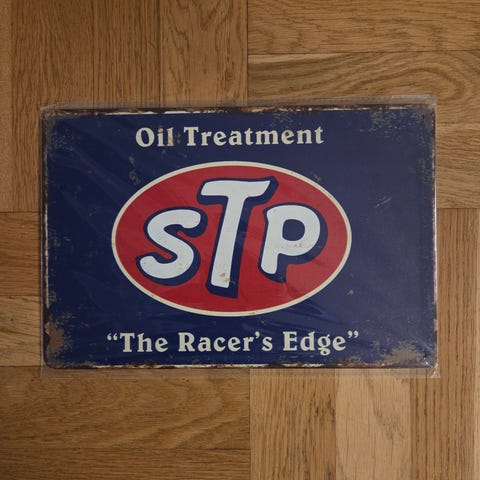 Oil Treatment
STP
“The Racer's Edge”